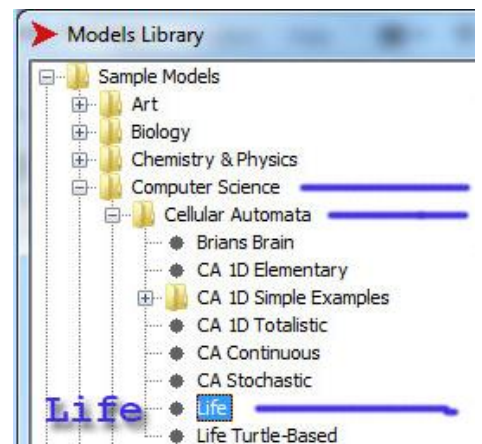 Models Library
Sample Models
Art
Biology
Chemistry & Physics
Computer Science
Cellular Automata
Brians Brain
CA 1D Elementary
CA 1D Simple Examples
CA 1D Totalistic
CA Continuous
CA Stochastic
Life Life
Life Turtle-Based